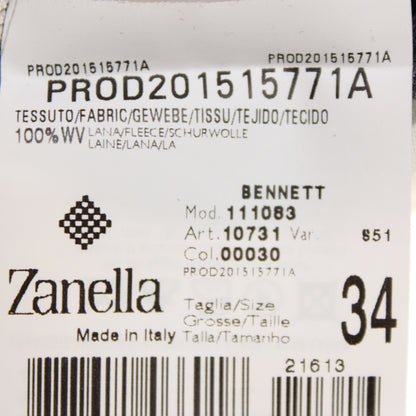 PROD201515771A PROD201515771A
PROD201515771A
TESSUTO/FABRIC/GEWEBE/TISSU/TEJIDO/TECIDO
100%WV LANA/FLEECE/SCHURWOLLE
LAINE/LANA/LA
BENNETT
Mod. 111083
Art. 10731 Var. 851
Col. 00030
PROD201515771A
Zanella
Taglia/Size
Grosse/Taille
Talla/Tamanho
34
Made in Italy
21613